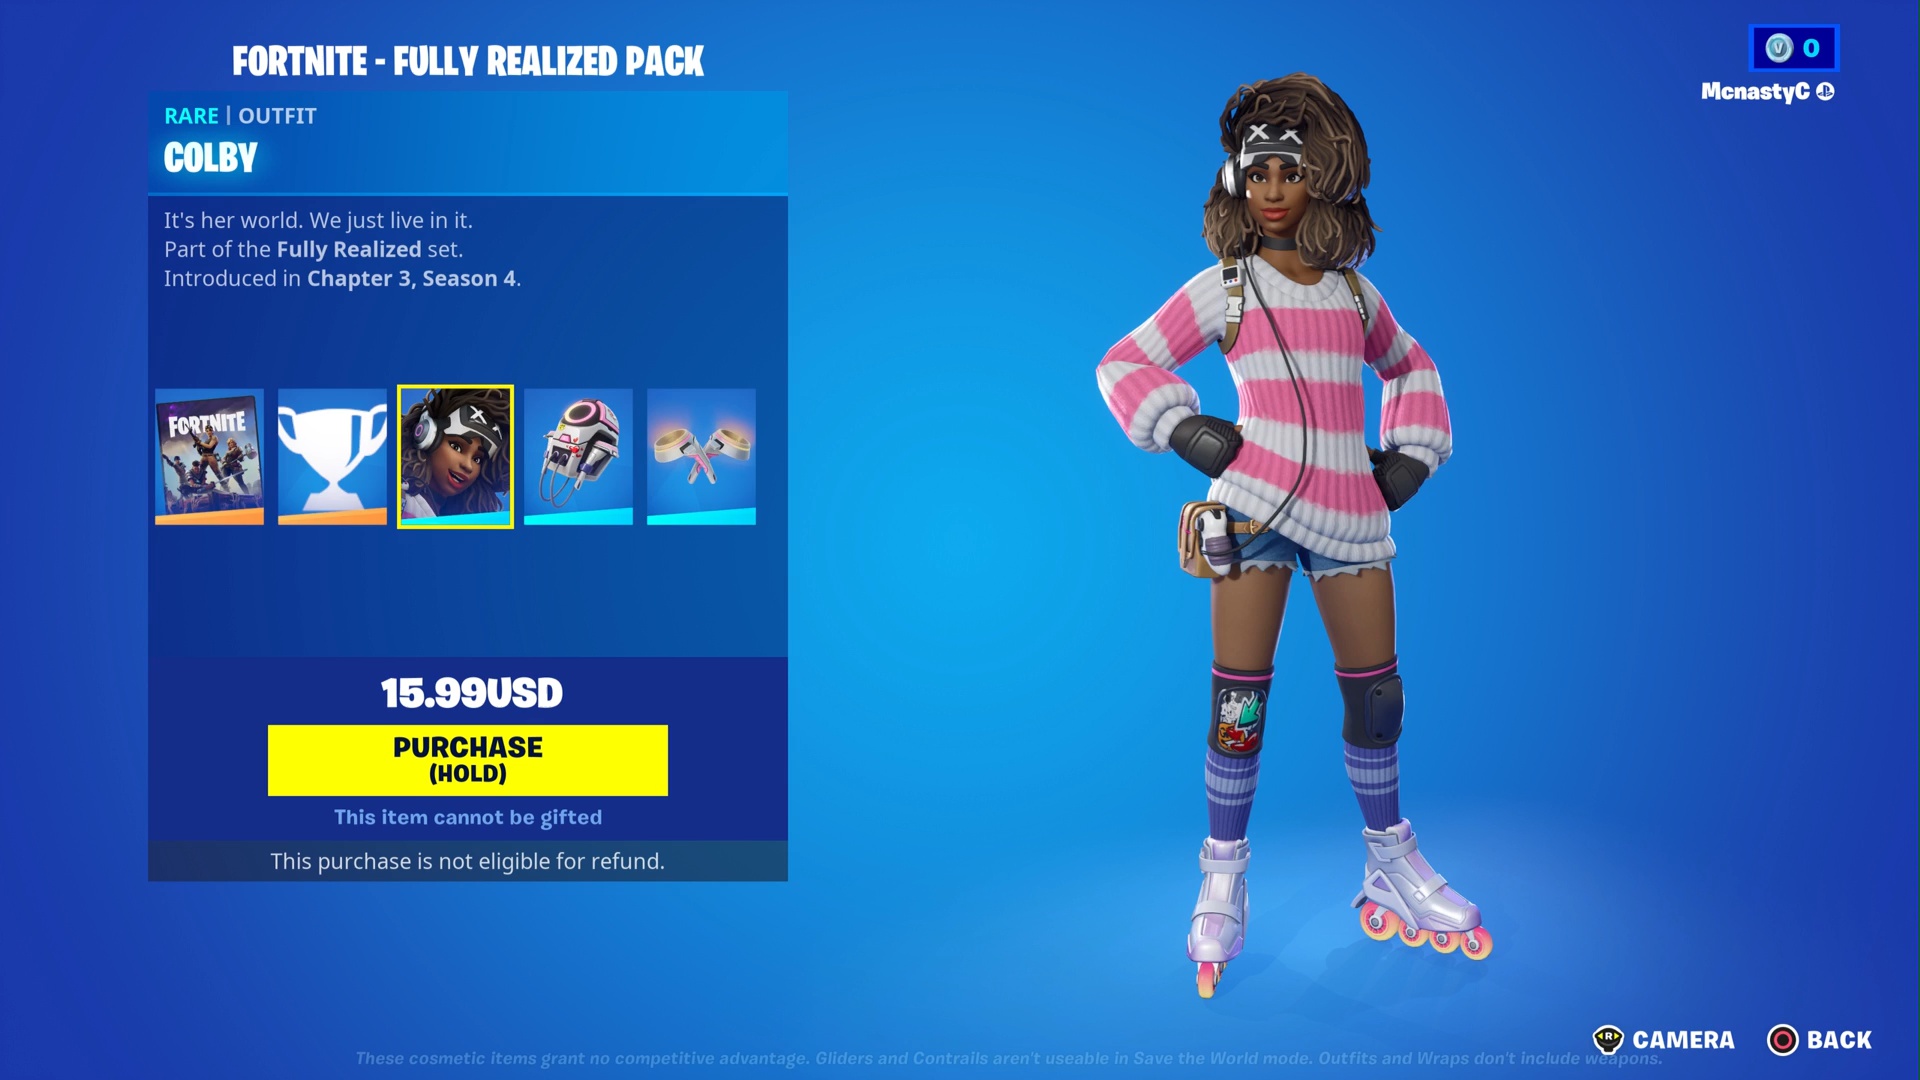 FORTNITE - FULLY REALIZED PACK
V 0
McnastyC
RARE | OUTFIT
COLBY
It's her world. We just live in it.
Part of the Fully Realized set.
Introduced in Chapter 3, Season 4.
FORTNITE
15.99USD
PURCHASE
(HOLD)
This item cannot be gifted
This purchase is not eligible for refund.
R CAMERA
BACK
These cosmetic items grant no competitive advantage. Gliders and Contrails aren't useable in Save the World mode. Outfits and Wraps don't include weapons.